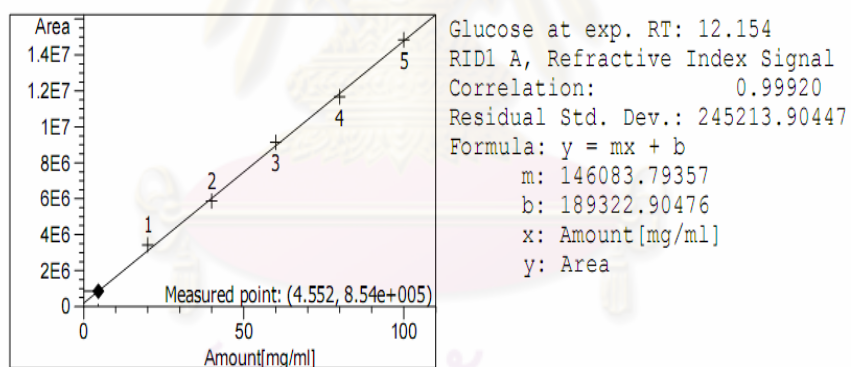 Area
1.4E7
1.2E7
1E7
8E6
6E6
4E6
2E6
0
1
2
3
4
5
Measured point: (4.552, 8.54e+005)
0
50
100
Amount[mg/ml]
Glucose at exp. RT: 12.154
RID1 A, Refractive Index Signal
Correlation: 0.99920
Residual Std. Dev.: 245213.90447
Formula: y = mx + b
m: 146083.79357
b: 189322.90476
x: Amount[mg/ml]
y: Area